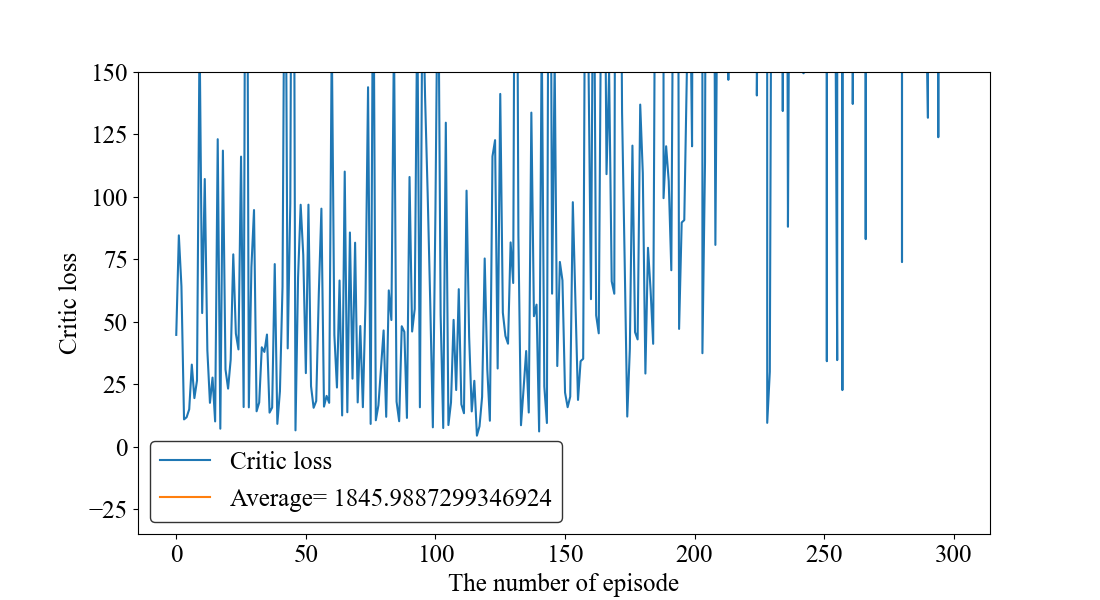 150
125
100
75
50
25
0
−25
Critic loss
Critic loss
Average= 1845.9887299346924
0 50 100 150 200 250 300
The number of episode